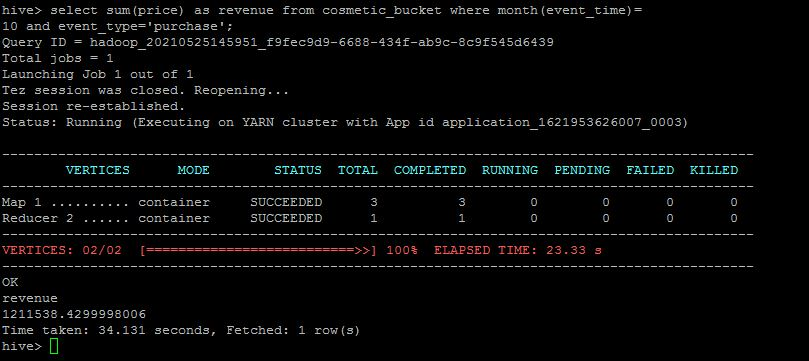 hive> select sum(price) as revenue from cosmetic_bucket where month(event_time)=
10 and event_type='purchase';
Query ID = hadoop_20210525145951_f9fec9d9-6688-434f-ab9c-8c9f545d6439
Total jobs = 1
Launching Job 1 out of 1
Tez session was closed. Reopening...
Session re-established.
Status: Running (Executing on YARN cluster with App id application_1621953626007_0003)
----------------------------------------------------------------------------------------------
VERTICES MODE STATUS TOTAL COMPLETED RUNNING PENDING FAILED KILLED
----------------------------------------------------------------------------------------------
Map 1 .......... container SUCCEEDED 3 3 0 0 0 0
Reducer 2 ...... container SUCCEEDED 1 1 0 0 0 0
----------------------------------------------------------------------------------------------
VERTICES: 02/02 [==========================>>] 100% ELAPSED TIME: 23.33 s
----------------------------------------------------------------------------------------------
OK
revenue
1211538.4299998006
Time taken: 34.131 seconds, Fetched: 1 row(s)
hive>